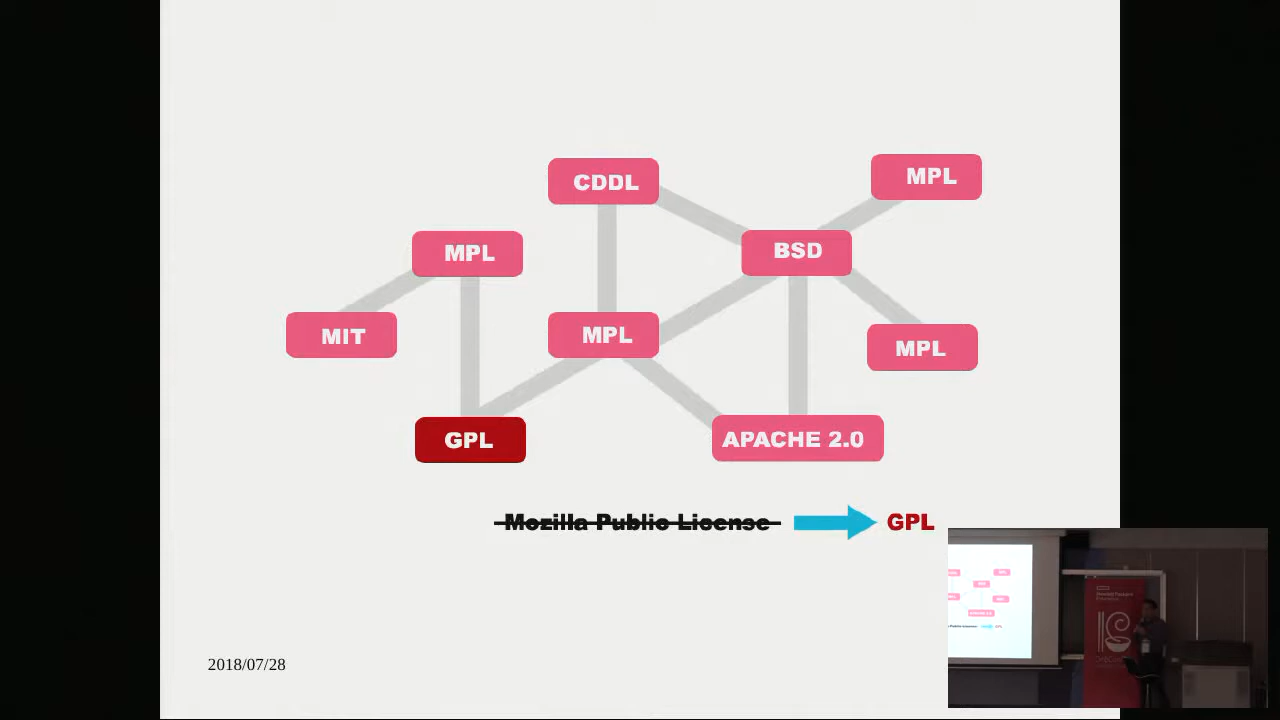 CDDL
MPL
MPL
BSD
MIT
MPL
MPL
GPL
APACHE 2.0
Mozilla Public License
GPL
2018/07/28